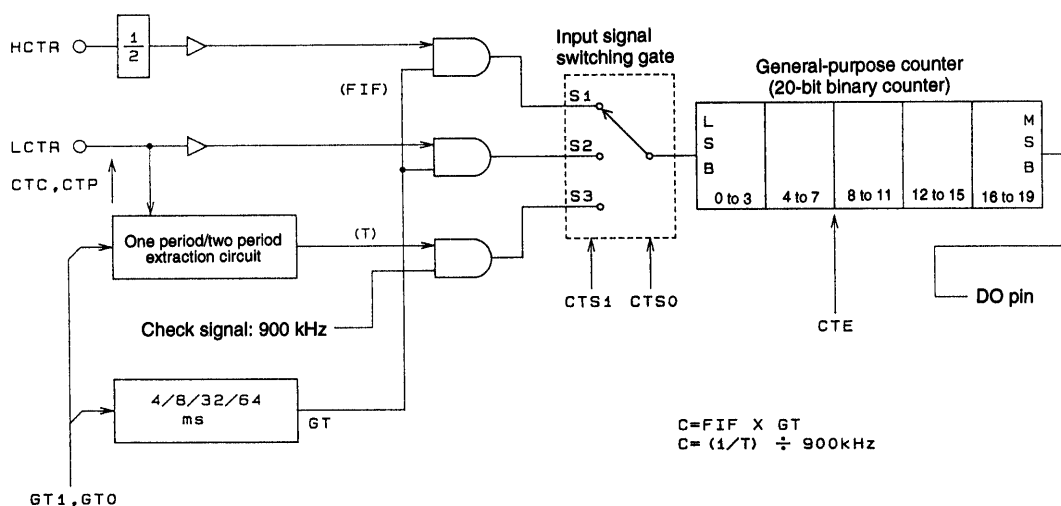 HCTR
1
2
(FIF)
LCTR
CTC,CTP
One period/two period
extraction circuit
(T)
Check signal: 900 kHz
4/8/32/64
ms
GT
GT1,GT0
Input signal
switching gate
S1
S2
S3
CTS1
CTS0
General-purpose counter
(20-bit binary counter)
L
S
B
M
S
B
0 to 3
4 to 7
8 to 11
12 to 15
16 to 19
DO pin
CTE
C=FIF X GT
C=(1/T) ÷ 900kHz